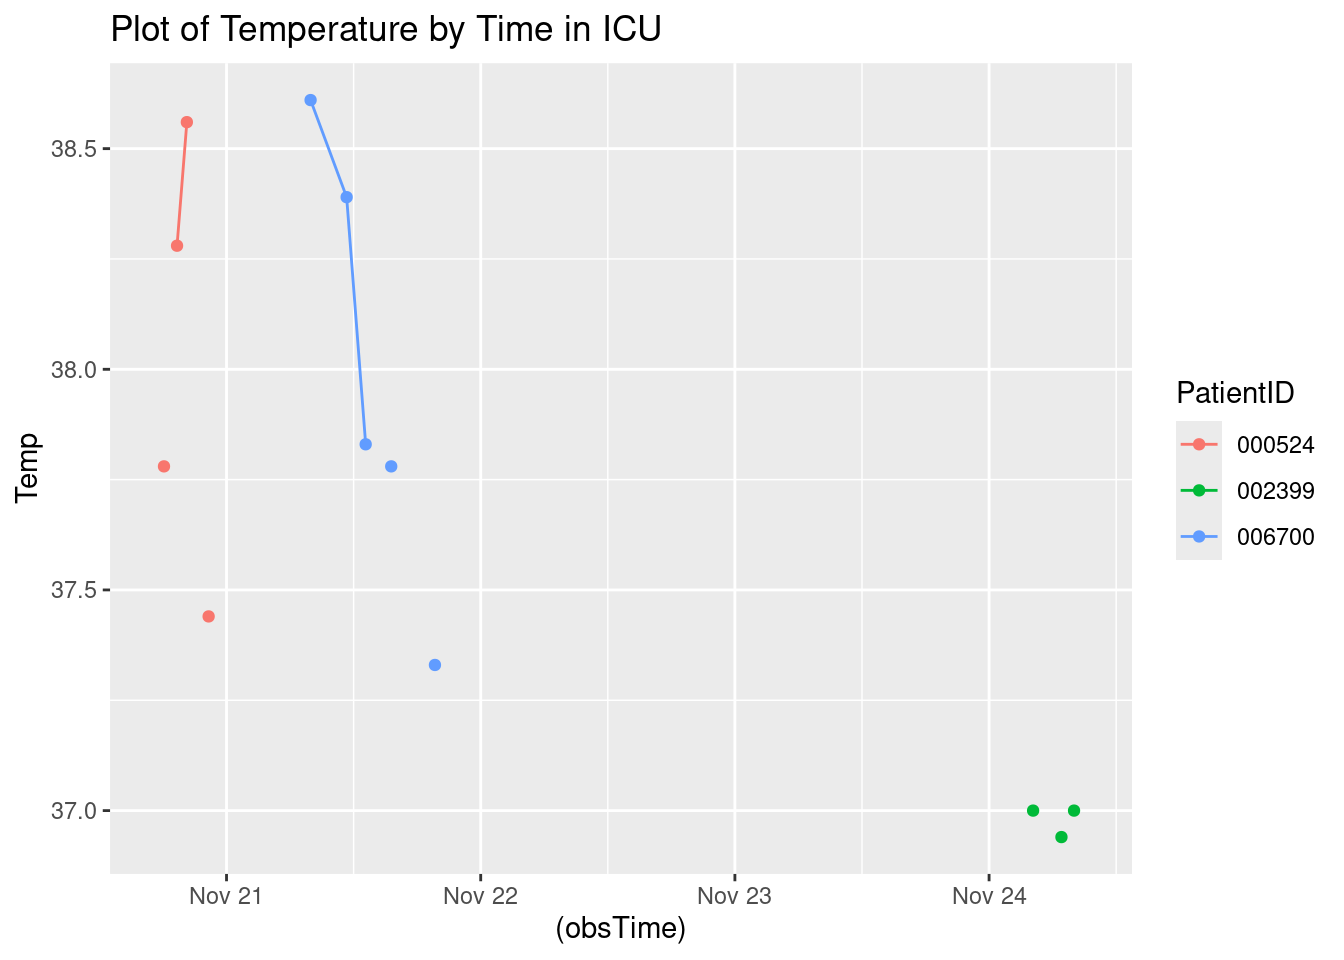 Plot of Temperature by Time in ICU
Temp
38.5
38.0
37.5
37.0
Nov 21
Nov 22
Nov 23
Nov 24
(obsTime)
PatientID
000524
002399
006700